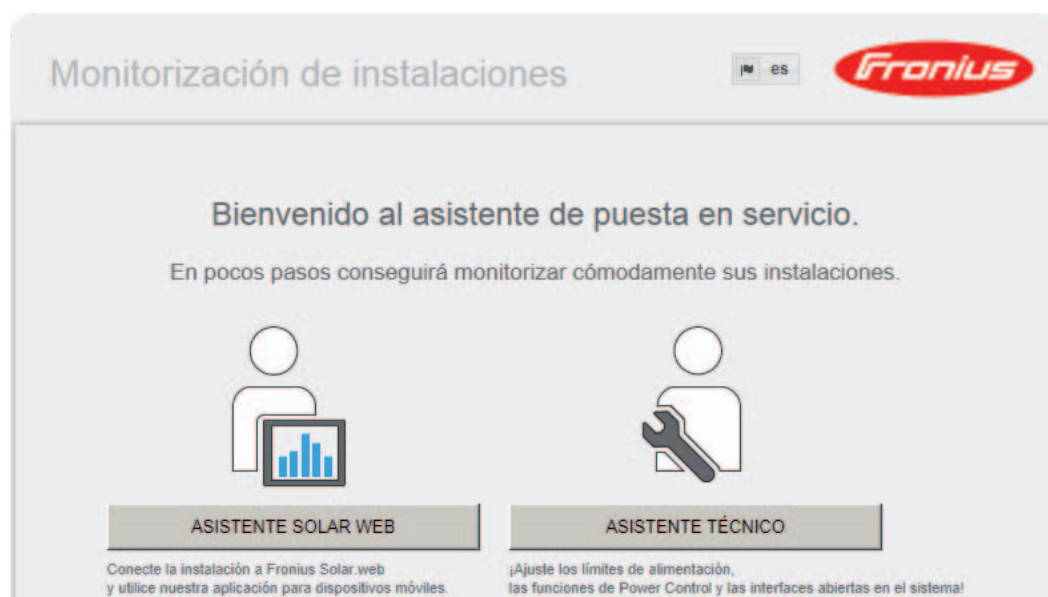 Monitorización de instalaciones
es
Fronius
Bienvenido al asistente de puesta en servicio.
En pocos pasos conseguirá monitorizar cómodamente sus instalaciones.
ASISTENTE SOLAR WEB
ASISTENTE TÉCNICO
Conecte la instalación a Fronius Solar.web
y utilice nuestra aplicación para dispositivos móviles.
¡Ajuste los límites de alimentación,
las funciones de Power Control y las interfaces abiertas en el sistema!